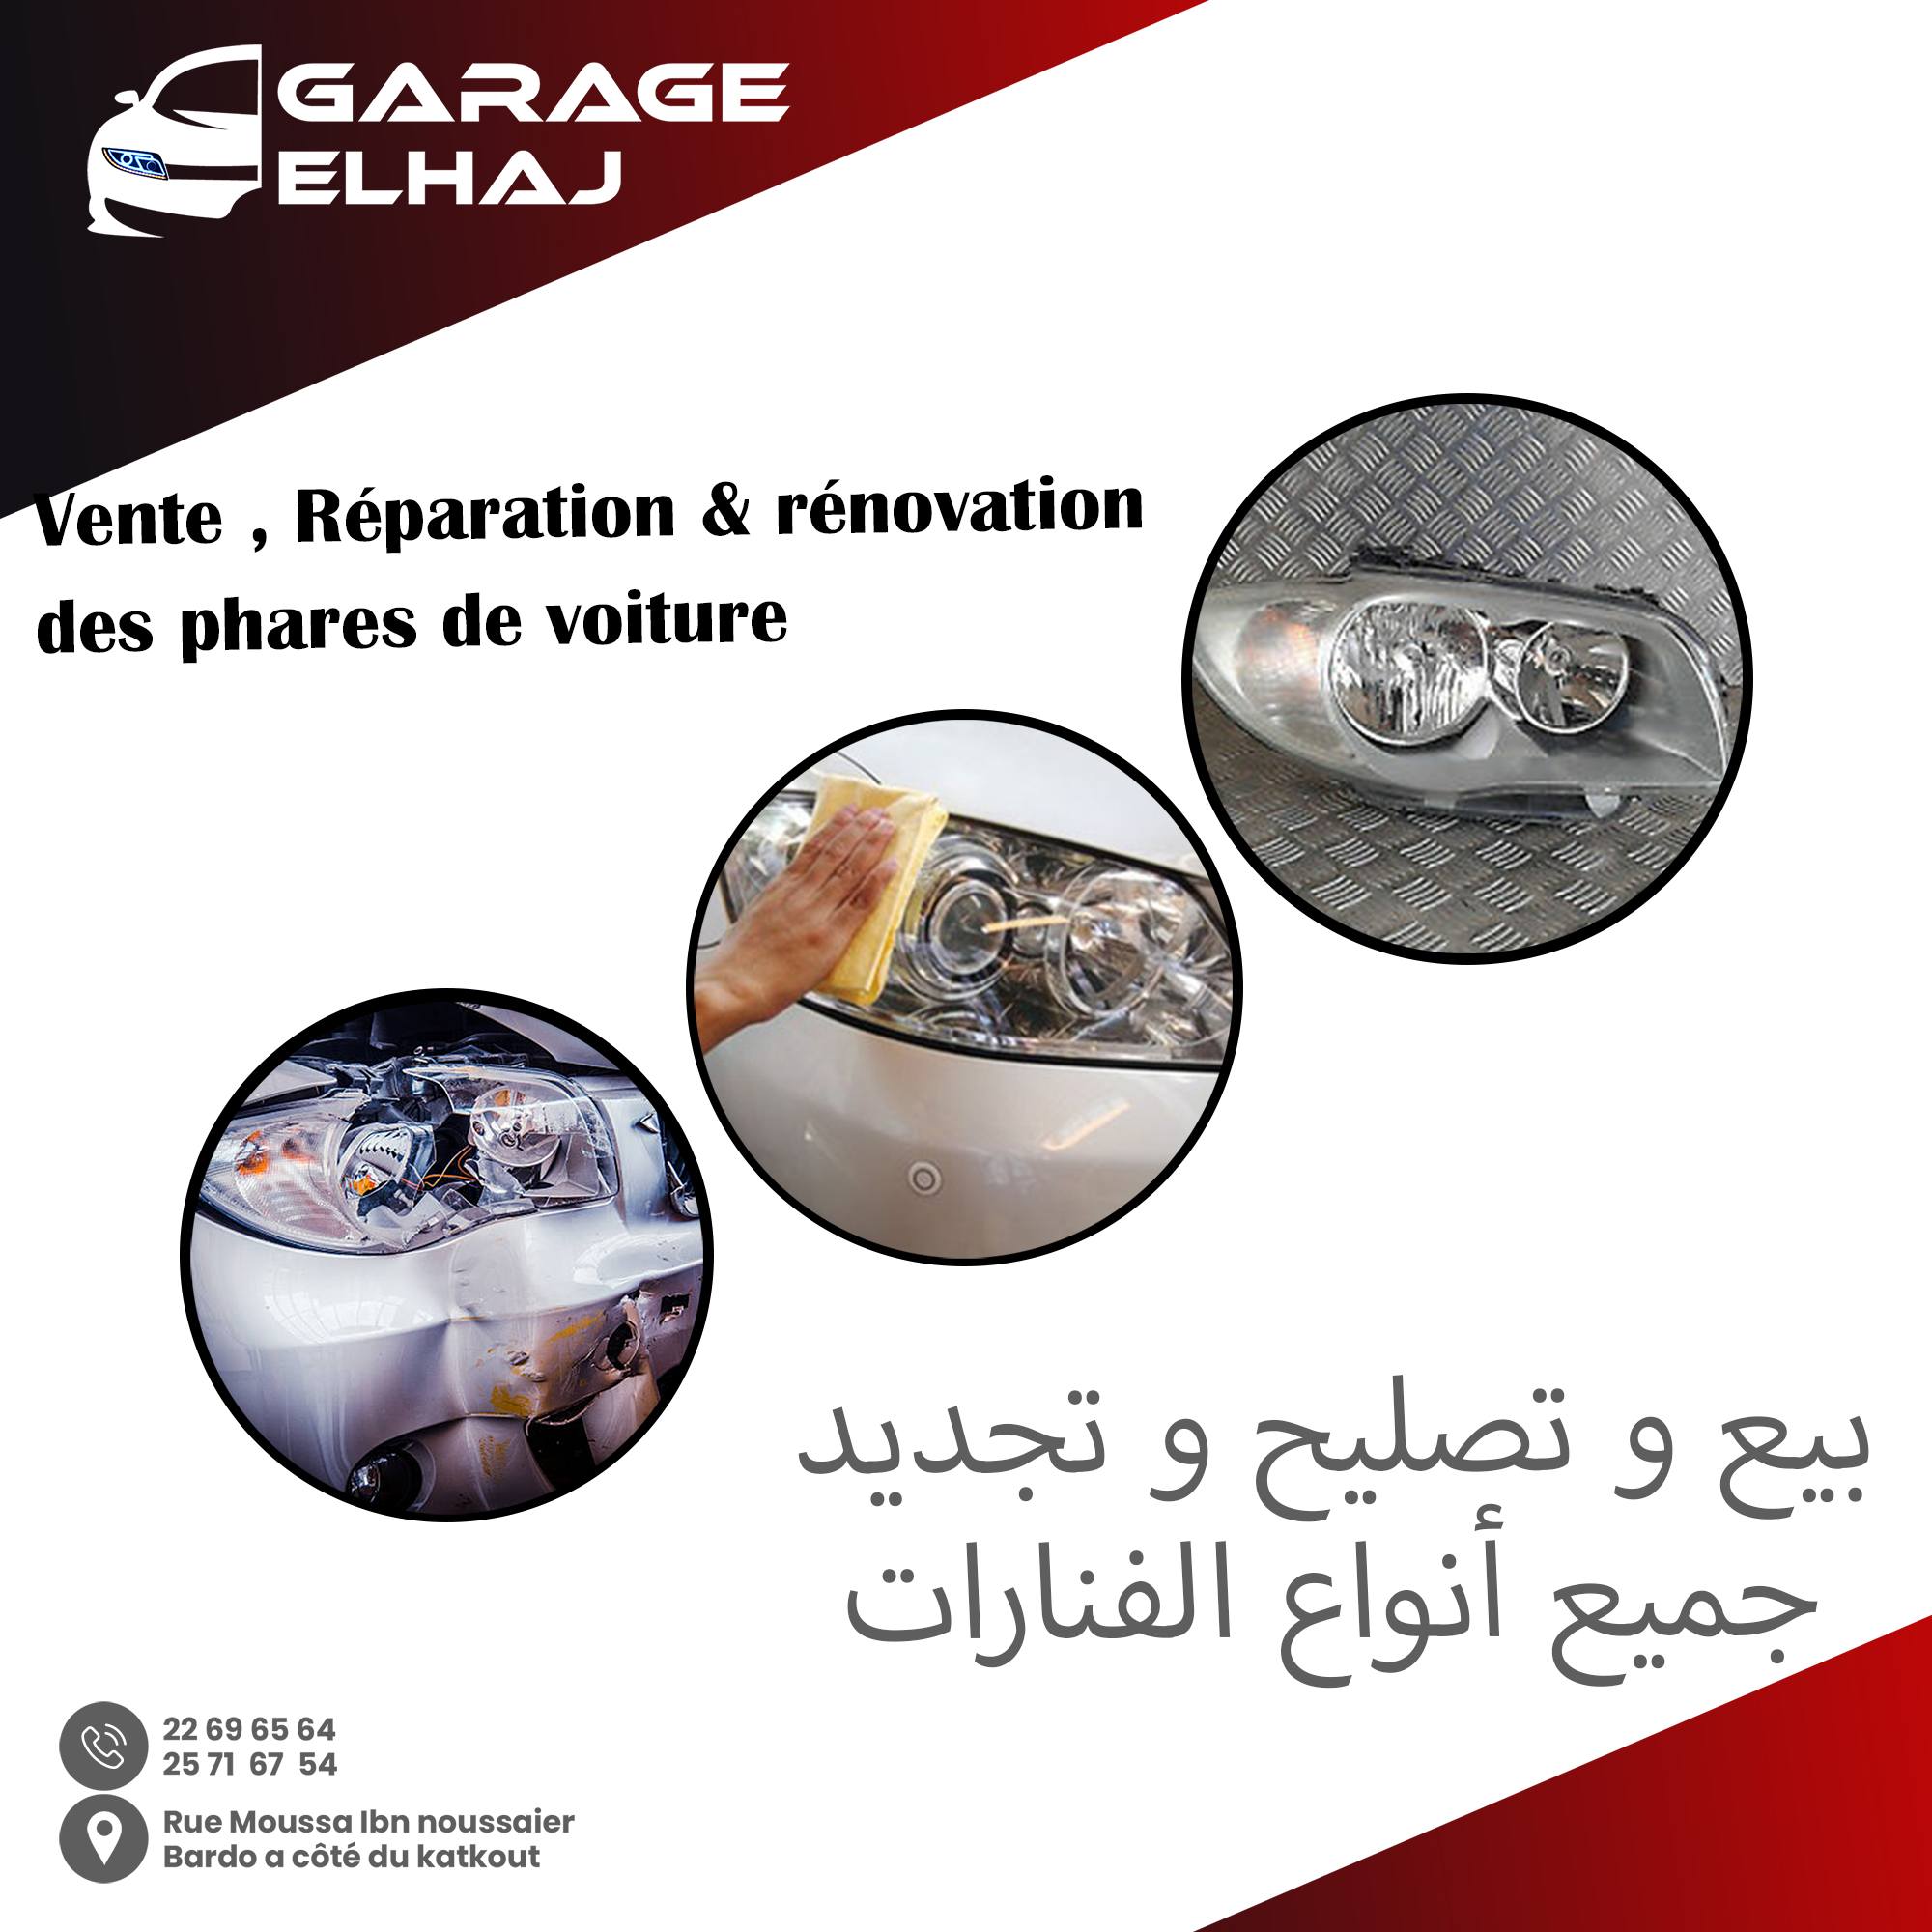 GARAGE
ELHAJ
Vente , Réparation & rénovation
des phares de voiture
بيع و تصليح و تجديد
جميع أنواع الفنارات
22 69 65 64
25 71 67 54
Rue Moussa Ibn noussaier
Bardo a côté du katkout